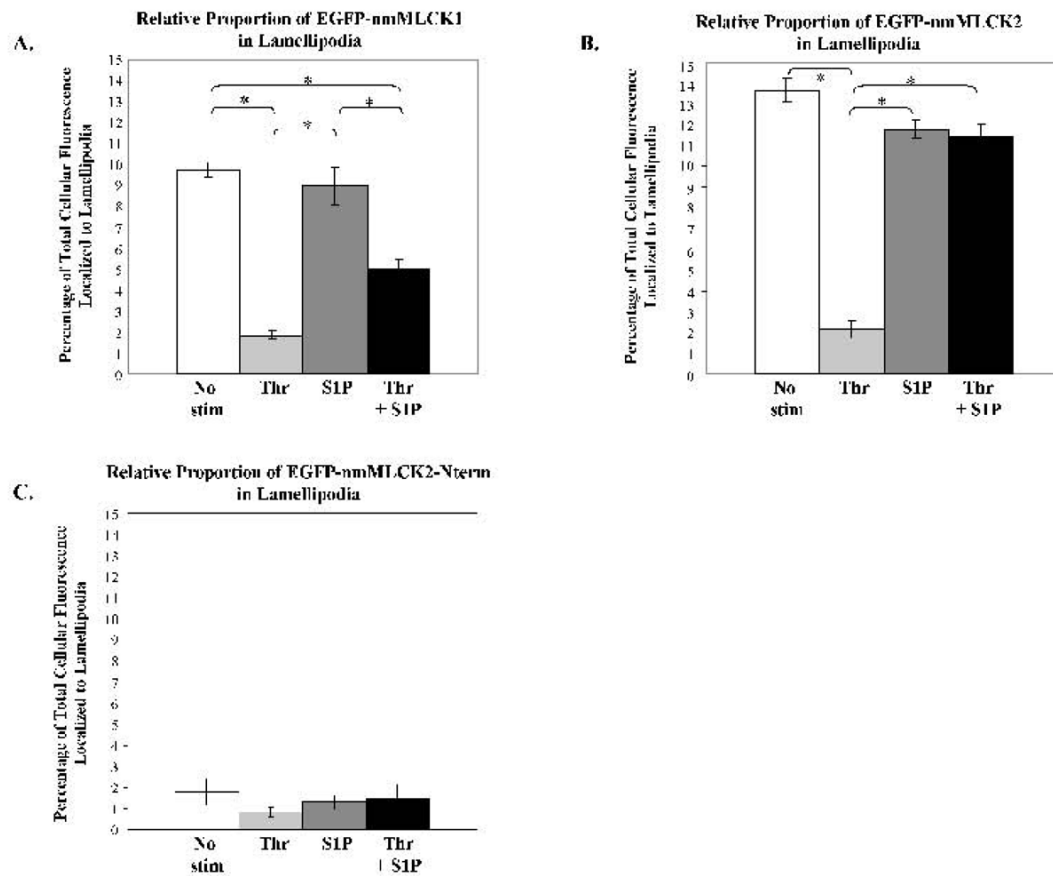 Relative Proportion of EGFP-nmMLCK1
in Lamellipodia
A.
Percentage of Total Cellular Fluorescence
Localized to Lamellipodia
15
14
13
12
11
10
9
8
7
6
5
4
3
2
1
0
*
*
*
*
No
stim
Thr
S1P
Thr
+ S1P
Relative Proportion of EGFP-nmMLCK2
in Lamellipodia
B.
Percentage of Total Cellular Fluorescence
Localized to Lamellipodia
15
14
13
12
11
10
9
8
7
6
5
4
3
2
1
0
*
*
*
No
stim
Thr
S1P
Thr
+ S1P
Relative Proportion of EGFP-nmMLCK2-Nterm
in Lamellipodia
C.
Percentage of Total Cellular Fluorescence
Localized to Lamellipodia
15
14
13
12
11
10
9
8
7
6
5
4
3
2
1
0
No
stim
Thr
S1P
Thr
+ S1P